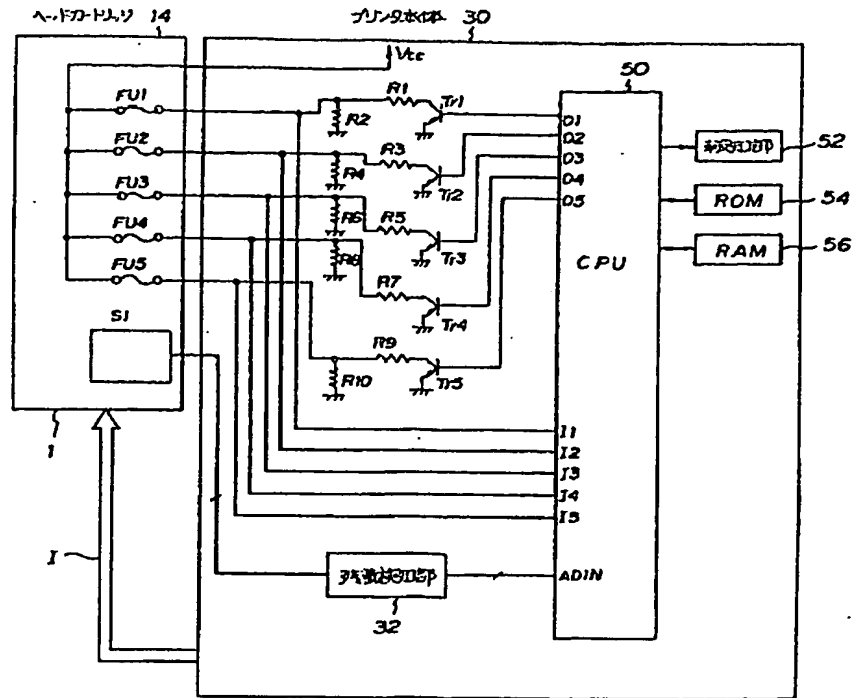 ヘッドカートリッジ 14
プリンタ本体 30
Vcc
50
FU1
R1
Tr1
R2
O1
FU2
O2
52
R3
O3
R4
Tr2
O4
FU3
ROM
54
O5
R6
R5
FU4
Tr3
CPU
RAM
56
R8
FU5
R7
Tr4
S1
R9
R10
Tr5
1
I1
I2
I3
I4
I5
I
ADIN
32